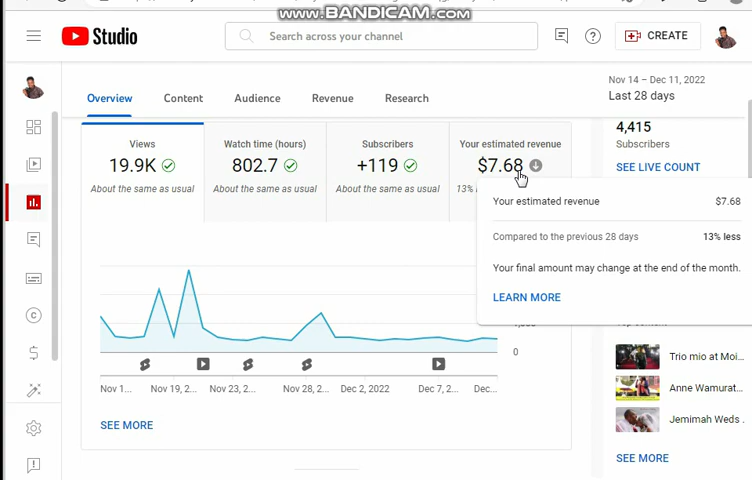 www.BANDICAM.com
Studio
Search across your channel
CREATE
Overview
Content
Audience
Revenue
Research
Nov 14 – Dec 11, 2022
Last 28 days
Views
19.9K
About the same as usual
Watch time (hours)
802.7
About the same as usual
Subscribers
+119
About the same as usual
Your estimated revenue
$7.68
13%
4,415
Subscribers
SEE LIVE COUNT
Your estimated revenue
$7.68
Compared to the previous 28 days
13% less
Your final amount may change at the end of the month.
LEARN MORE
0
Nov 1...
Nov 19, 2...
Nov 23, 2...
Nov 28, 2...
Dec 2, 2022
Dec 7, 2...
Dec...
SEE MORE
Trio mio at Moi...
Anne Wamurat...
Jemimah Weds .
SEE MORE